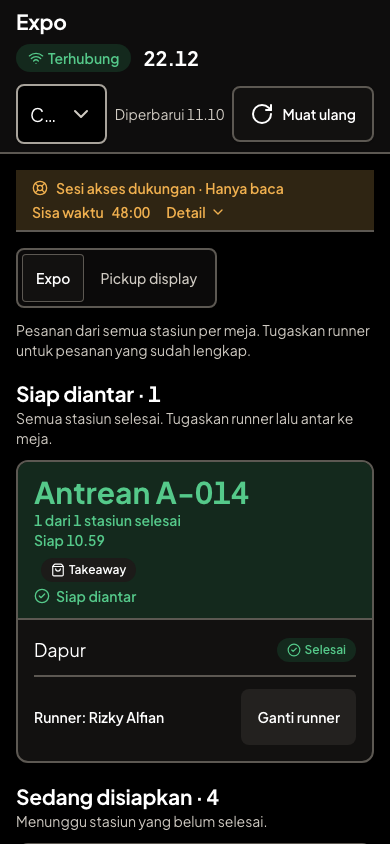 Expo
Terhubung 22.12
C... Diperbarui 11.10 Muat ulang
Sesi akses dukungan · Hanya baca
Sisa waktu 48:00 Detail
Expo Pickup display
Pesanan dari semua stasiun per meja. Tugaskan runner
untuk pesanan yang sudah lengkap.
Siap diantar · 1
Semua stasiun selesai. Tugaskan runner lalu antar ke
meja.
Antrean A-014
1 dari 1 stasiun selesai
Siap 10.59
Takeaway
Siap diantar
Dapur Selesai
Runner: Rizky Alfian Ganti runner
Sedang disiapkan · 4
Menunggu stasiun yang belum selesai.